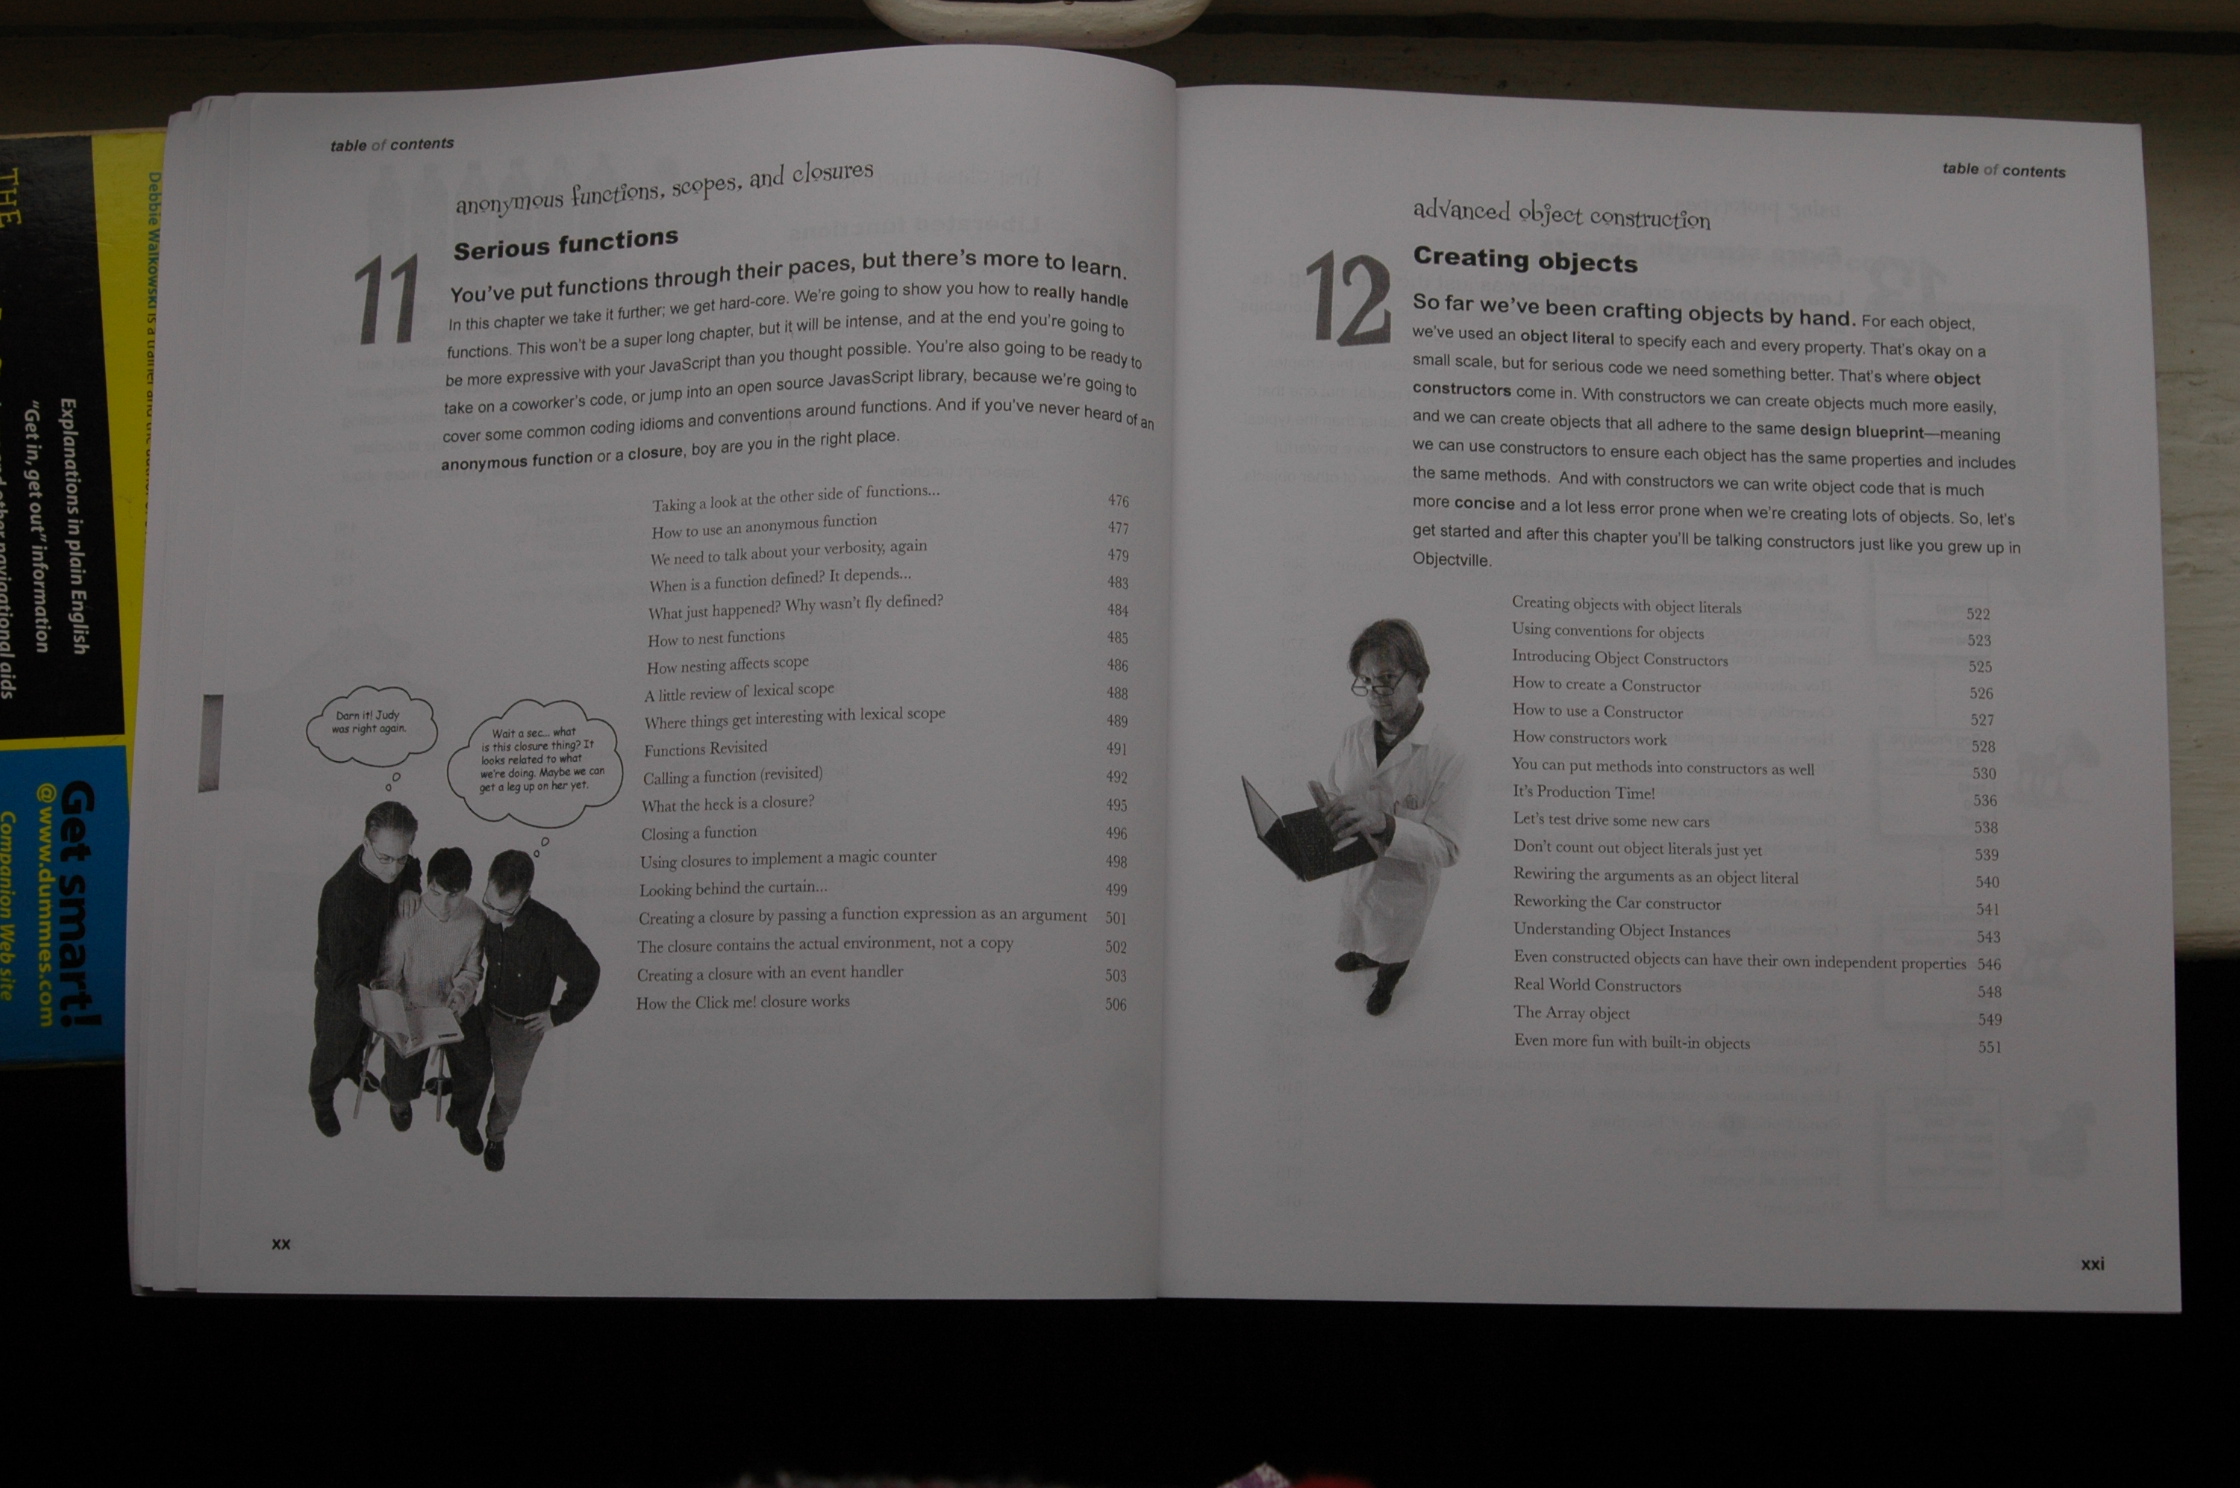 table of contents
anonymous functions, scopes, and closures
11
Serious functions
You've put functions through their paces, but there's more to learn.
In this chapter we take it further; we get hard-core. We're going to show you how to really handle
functions. This won't be a super long chapter, but it will be intense, and at the end you're going to
be more expressive with your JavaScript than you thought possible. You're also going to be ready to
take on a coworker's code, or jump into an open source JavasScript library, because we're going to
cover some common coding idioms and conventions around functions. And if you've never heard of an
anonymous function or a closure, boy are you in the right place.
Taking a look at the other side of functions... 476
How to use an anonymous function 477
We need to talk about your verbosity, again 479
When is a function defined? It depends... 483
What just happened? Why wasn't fly defined? 484
How to nest functions 485
How nesting affects scope 486
A little review of lexical scope 488
Where things get interesting with lexical scope 489
Functions Revisited 491
Calling a function (revisited) 492
What the heck is a closure? 495
Closing a function 496
Using closures to implement a magic counter 498
Looking behind the curtain... 499
Creating a closure by passing a function expression as an argument 501
The closure contains the actual environment, not a copy 502
Creating a closure with an event handler 503
How the Click me! closure works 506
Darn it! Judy
was right again.
Wait a sec... what
is this closure thing? It
looks related to what
we're doing. Maybe we can
get a leg up on her yet.
xx
table of contents
advanced object construction
12
Creating objects
So far we've been crafting objects by hand. For each object,
we've used an object literal to specify each and every property. That's okay on a
small scale, but for serious code we need something better. That's where object
constructors come in. With constructors we can create objects much more easily,
and we can create objects that all adhere to the same design blueprint—meaning
we can use constructors to ensure each object has the same properties and includes
the same methods. And with constructors we can write object code that is much
more concise and a lot less error prone when we're creating lots of objects. So, let's
get started and after this chapter you'll be talking constructors just like you grew up in
Objectville.
Creating objects with object literals 522
Using conventions for objects 523
Introducing Object Constructors 525
How to create a Constructor 526
How to use a Constructor 527
How constructors work 528
You can put methods into constructors as well 530
It's Production Time! 536
Let's test drive some new cars 538
Don't count out object literals just yet 539
Rewiring the arguments as an object literal 540
Reworking the Car constructor 541
Understanding Object Instances 543
Even constructed objects can have their own independent properties 546
Real World Constructors 548
The Array object 549
Even more fun with built-in objects 551
xxi
Debbie Walkowski is a trainer and the
THE
Explanations in plain English
"Get in, get out" information
other navigational aids
Get smart!
@www.dummies.com
Companion Web site